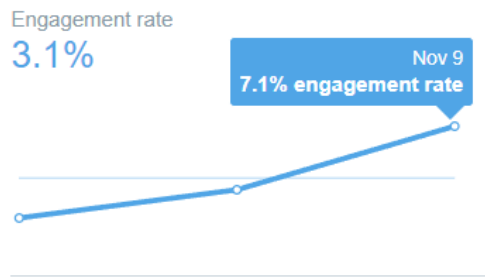 Engagement rate
3.1%
Nov 9
7.1% engagement rate